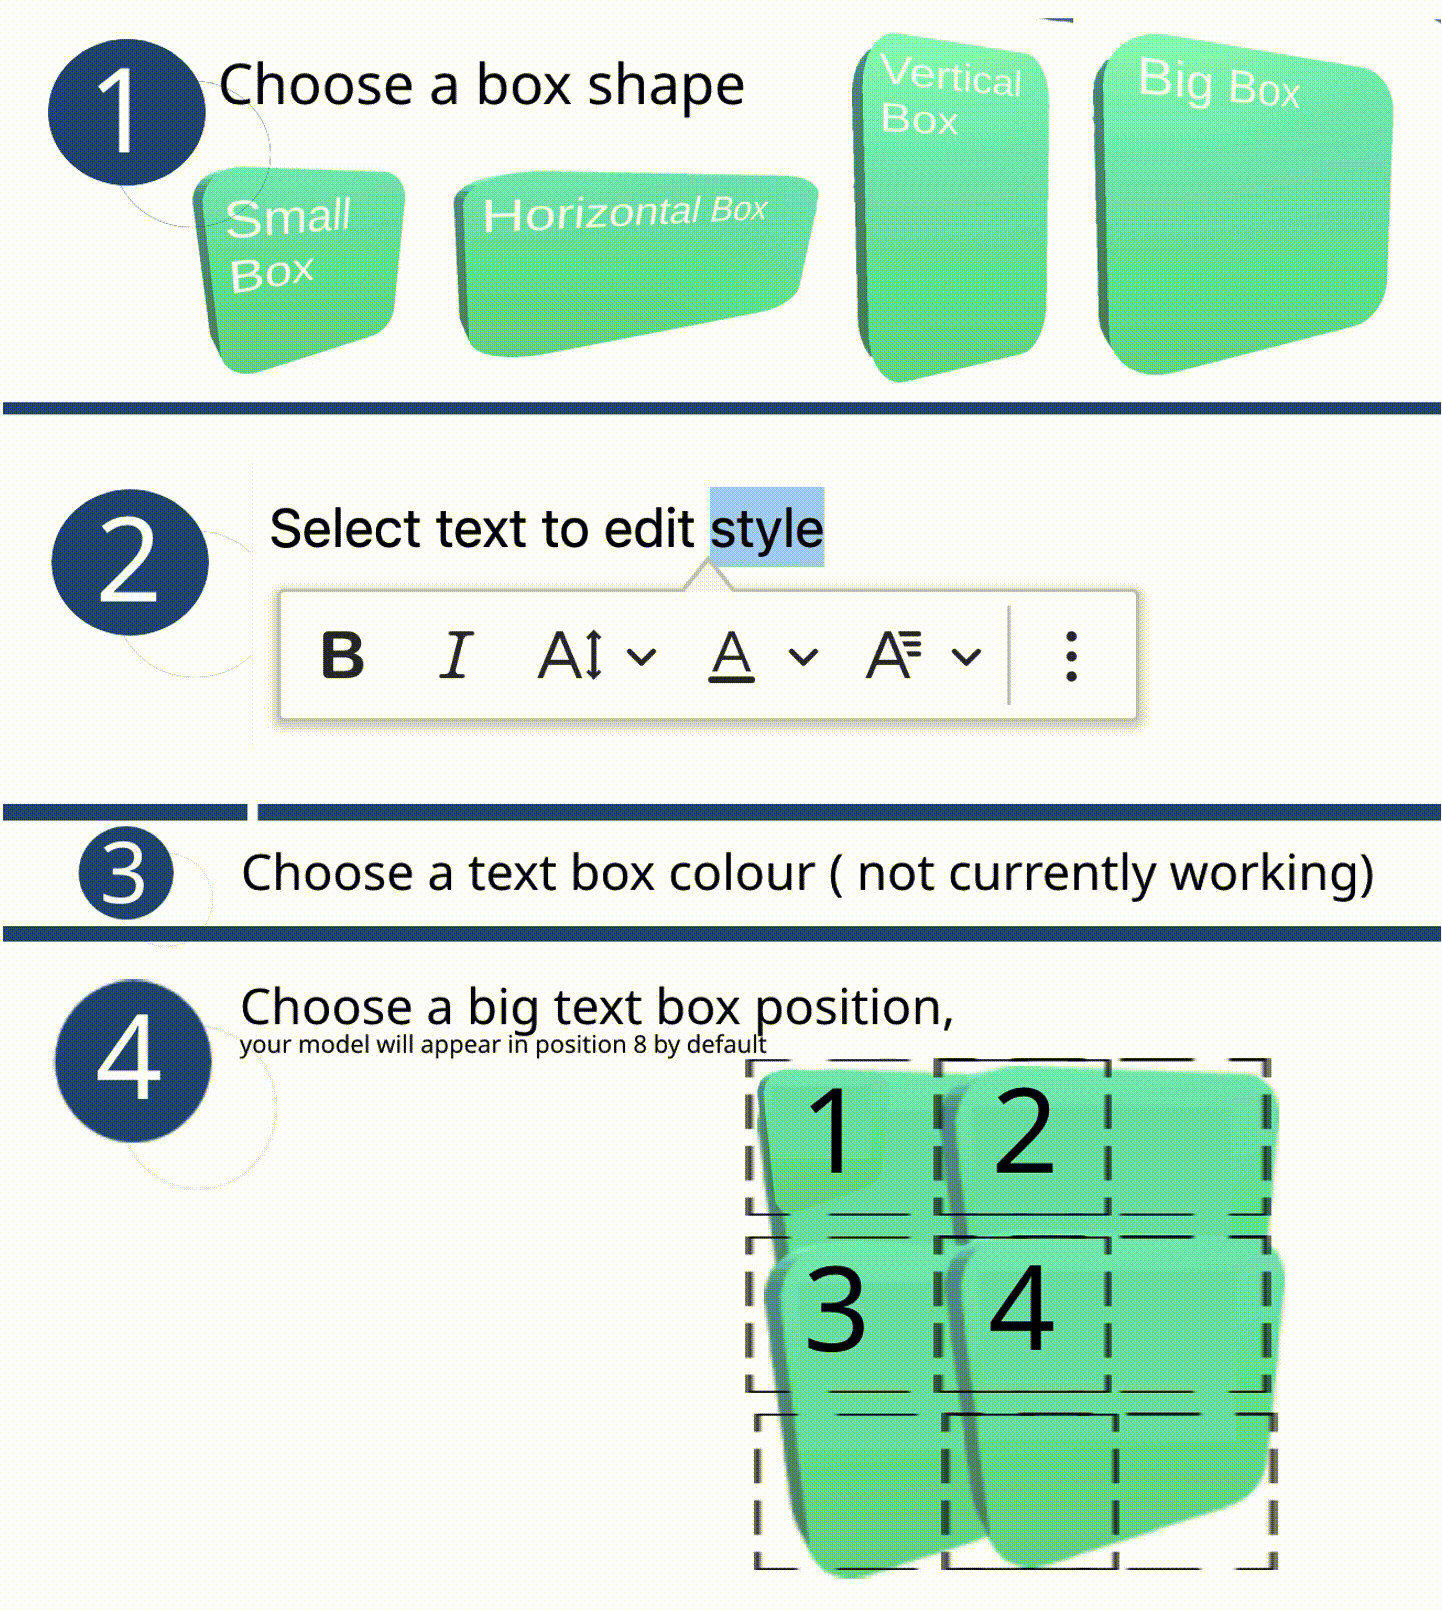 1 Choose a box shape
Small
Box
Horizontal Box
Vertical
Box
Big Box
2 Select text to edit style
B I A A A
3 Choose a text box colour ( not currently working)
4 Choose a big text box position,
your model will appear in position 8 by default
1 2
3 4